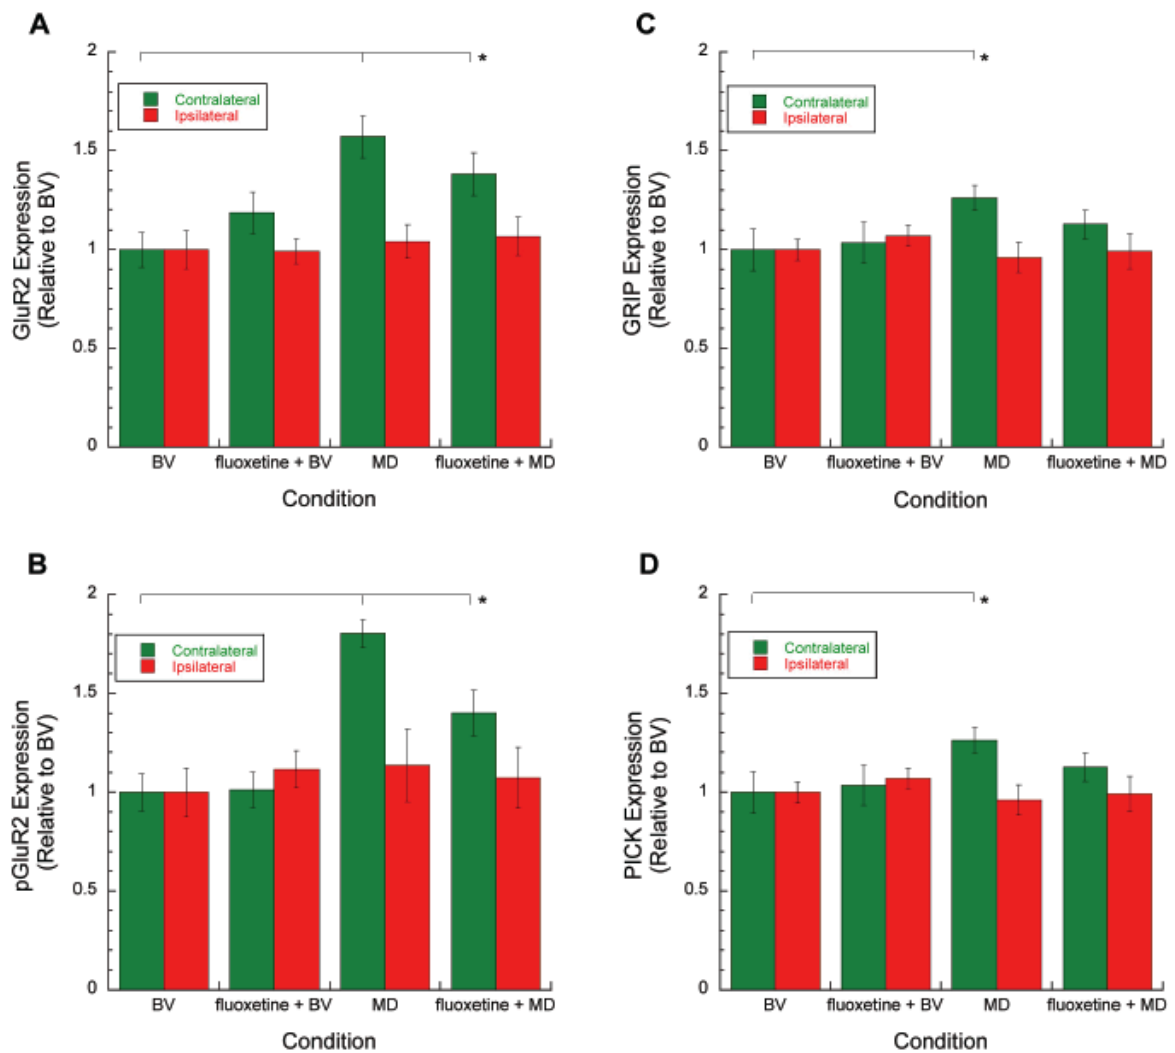 A
2
*
Contralateral
Ipsilateral
1.5
1
0.5
0
GluR2 Expression
(Relative to BV)
BV
fluoxetine + BV
MD
fluoxetine + MD
Condition
C
2
*
Contralateral
Ipsilateral
1.5
1
0.5
0
GRIP Expression
(Relative to BV)
BV
fluoxetine + BV
MD
fluoxetine + MD
Condition
B
2
*
Contralateral
Ipsilateral
1.5
1
0.5
0
pGluR2 Expression
(Relative to BV)
BV
fluoxetine + BV
MD
fluoxetine + MD
Condition
D
2
*
Contralateral
Ipsilateral
1.5
1
0.5
0
PICK Expression
(Relative to BV)
BV
fluoxetine + BV
MD
fluoxetine + MD
Condition